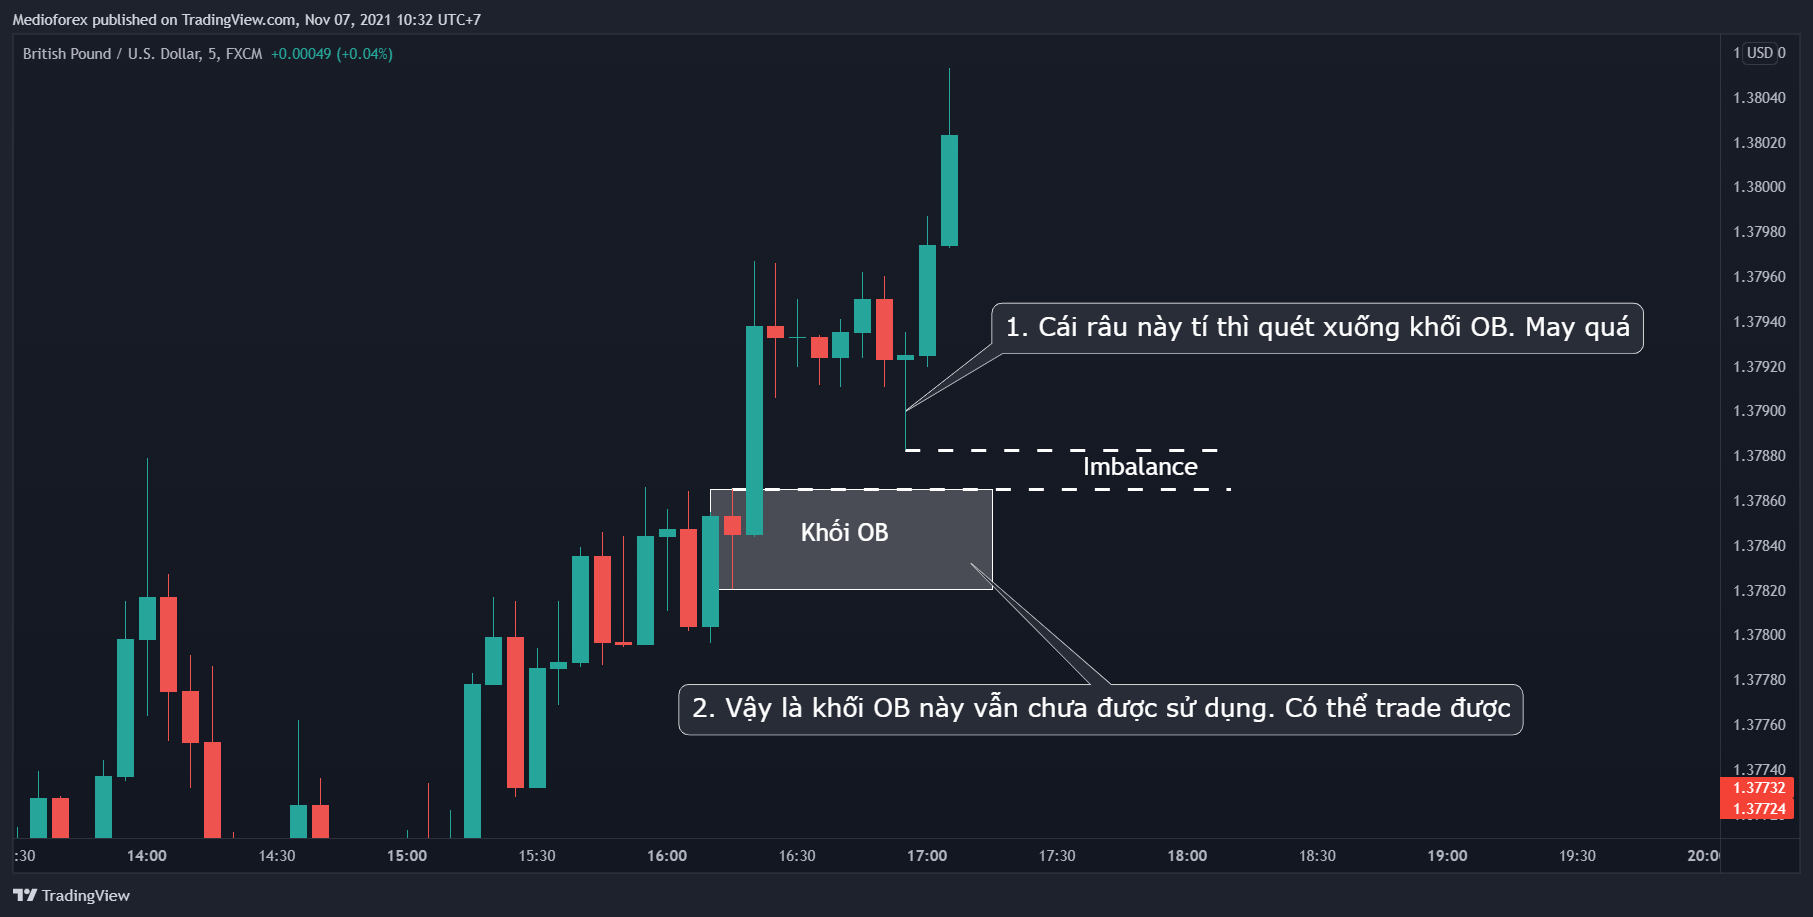 Medioforex published on TradingView.com, Nov 07, 2021 10:32 UTC+7
British Pound / U.S. Dollar, 5, FXCM +0.00049 (+0.04%)
1 USD 0
1.38040
1.38020
1.38000
1.37980
1.37960
1.37940
1. Cái râu này tí thì quét xuống khối OB. May quá
1.37920
1.37900
1.37880
Imbalance
1.37860
Khối OB
1.37840
1.37820
1.37800
1.37780
2. Vậy là khối OB này vẫn chưa được sử dụng. Có thể trade được
1.37760
1.37740
1.37732
1.37724
:30 14:00 14:30 15:00 15:30 16:00 16:30 17:00 17:30 18:00 18:30 19:00 19:30 20:0
TradingView